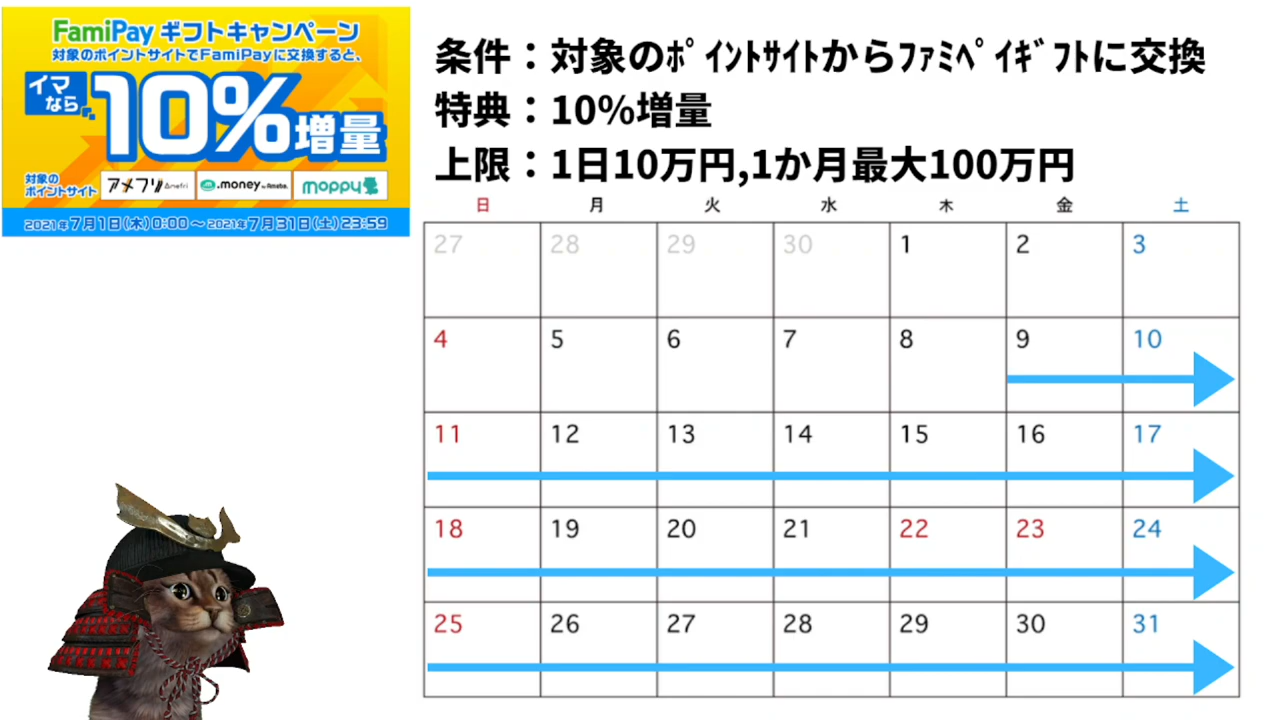 FamiPay ギフトキャンペーン
対象のポイントサイトでFamiPayに交換すると、
イマなら
10%増量
対象の
ポイントサイト
アメフリ Amefri
.money by Ameba.
moppy
2021年7月1日(木)0:00～2021年7月31日(土)23:59
条件：対象のﾎﾟｲﾝﾄｻｲﾄからﾌｧﾐﾍﾟｲｷﾞﾌﾄに交換
特典：10%増量
上限：1日10万円,1か月最大100万円
日 月 火 水 木 金 土
27 28 29 30 1 2 3
4 5 6 7 8 9 10
11 12 13 14 15 16 17
18 19 20 21 22 23 24
25 26 27 28 29 30 31